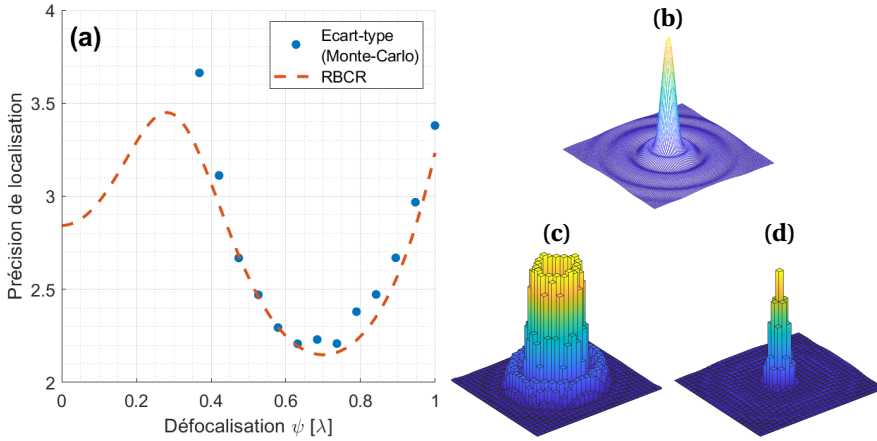 (a)
Ecart-type
(Monte-Carlo)
RBCR
4
3.5
3
2.5
2
0
0.2
0.4
0.6
0.8
1
Précision de localisation
Défocalisation ψ [λ]
(b)
(c)
(d)